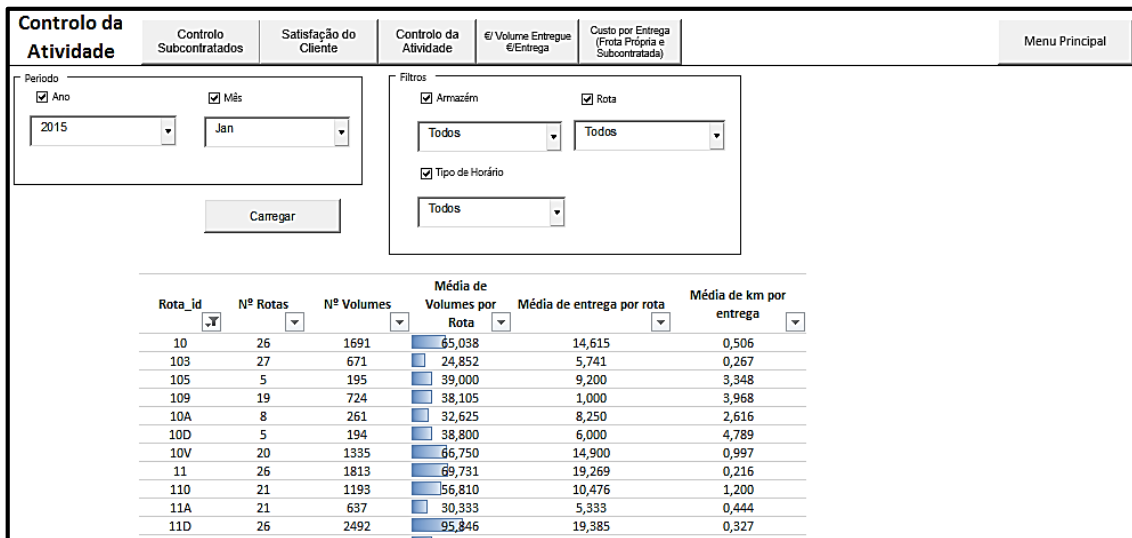 Controlo da Atividade
Controlo Subcontratados
Satisfação do Cliente
Controlo da Atividade
€/ Volume Entregue €/Entrega
Custo por Entrega (Frota Própria e Subcontratada)
Menu Principal
Periodo
Ano
Mês
2015
Jan
Carregar
Filtros
Armazém
Rota
Todos
Todos
Tipo de Horário
Todos
Rota_id Nº Rotas Nº Volumes Média de Volumes por Rota Média de entrega por rota Média de km por entrega
10 26 1691 65,038 14,615 0,506
103 27 671 24,852 5,741 0,267
105 5 195 39,000 9,200 3,348
109 19 724 38,105 1,000 3,968
10A 8 261 32,625 8,250 2,616
10D 5 194 38,800 6,000 4,789
10V 20 1335 66,750 14,900 0,997
11 26 1813 69,731 19,269 0,216
110 21 1193 56,810 10,476 1,200
11A 21 637 30,333 5,333 0,444
11D 26 2492 95,846 19,385 0,327